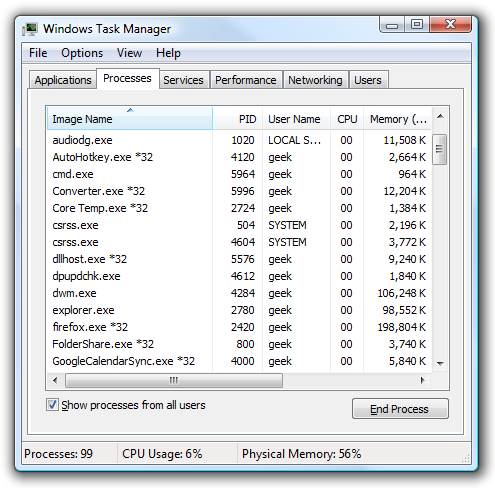 Windows Task Manager
File Options View Help
Applications Processes Services Performance Networking Users
Image Name PID User Name CPU Memory (...
audiodg.exe 1020 LOCAL S... 00 11,508 K
AutoHotkey.exe *32 4120 geek 00 2,664 K
cmd.exe 5964 geek 00 964 K
Converter.exe *32 5996 geek 00 12,204 K
Core Temp.exe *32 2724 geek 00 1,384 K
csrss.exe 504 SYSTEM 00 2,196 K
csrss.exe 4604 SYSTEM 00 3,772 K
dllhost.exe *32 5576 geek 00 9,240 K
dpupdchk.exe 4612 geek 00 1,840 K
dwm.exe 4284 geek 00 106,248 K
explorer.exe 2780 geek 00 98,552 K
firefox.exe *32 2420 geek 00 198,804 K
FolderShare.exe *32 800 geek 00 3,740 K
GoogleCalendarSync.exe *32 4000 geek 00 5,840 K
Show processes from all users
End Process
Processes: 99 CPU Usage: 6% Physical Memory: 56%